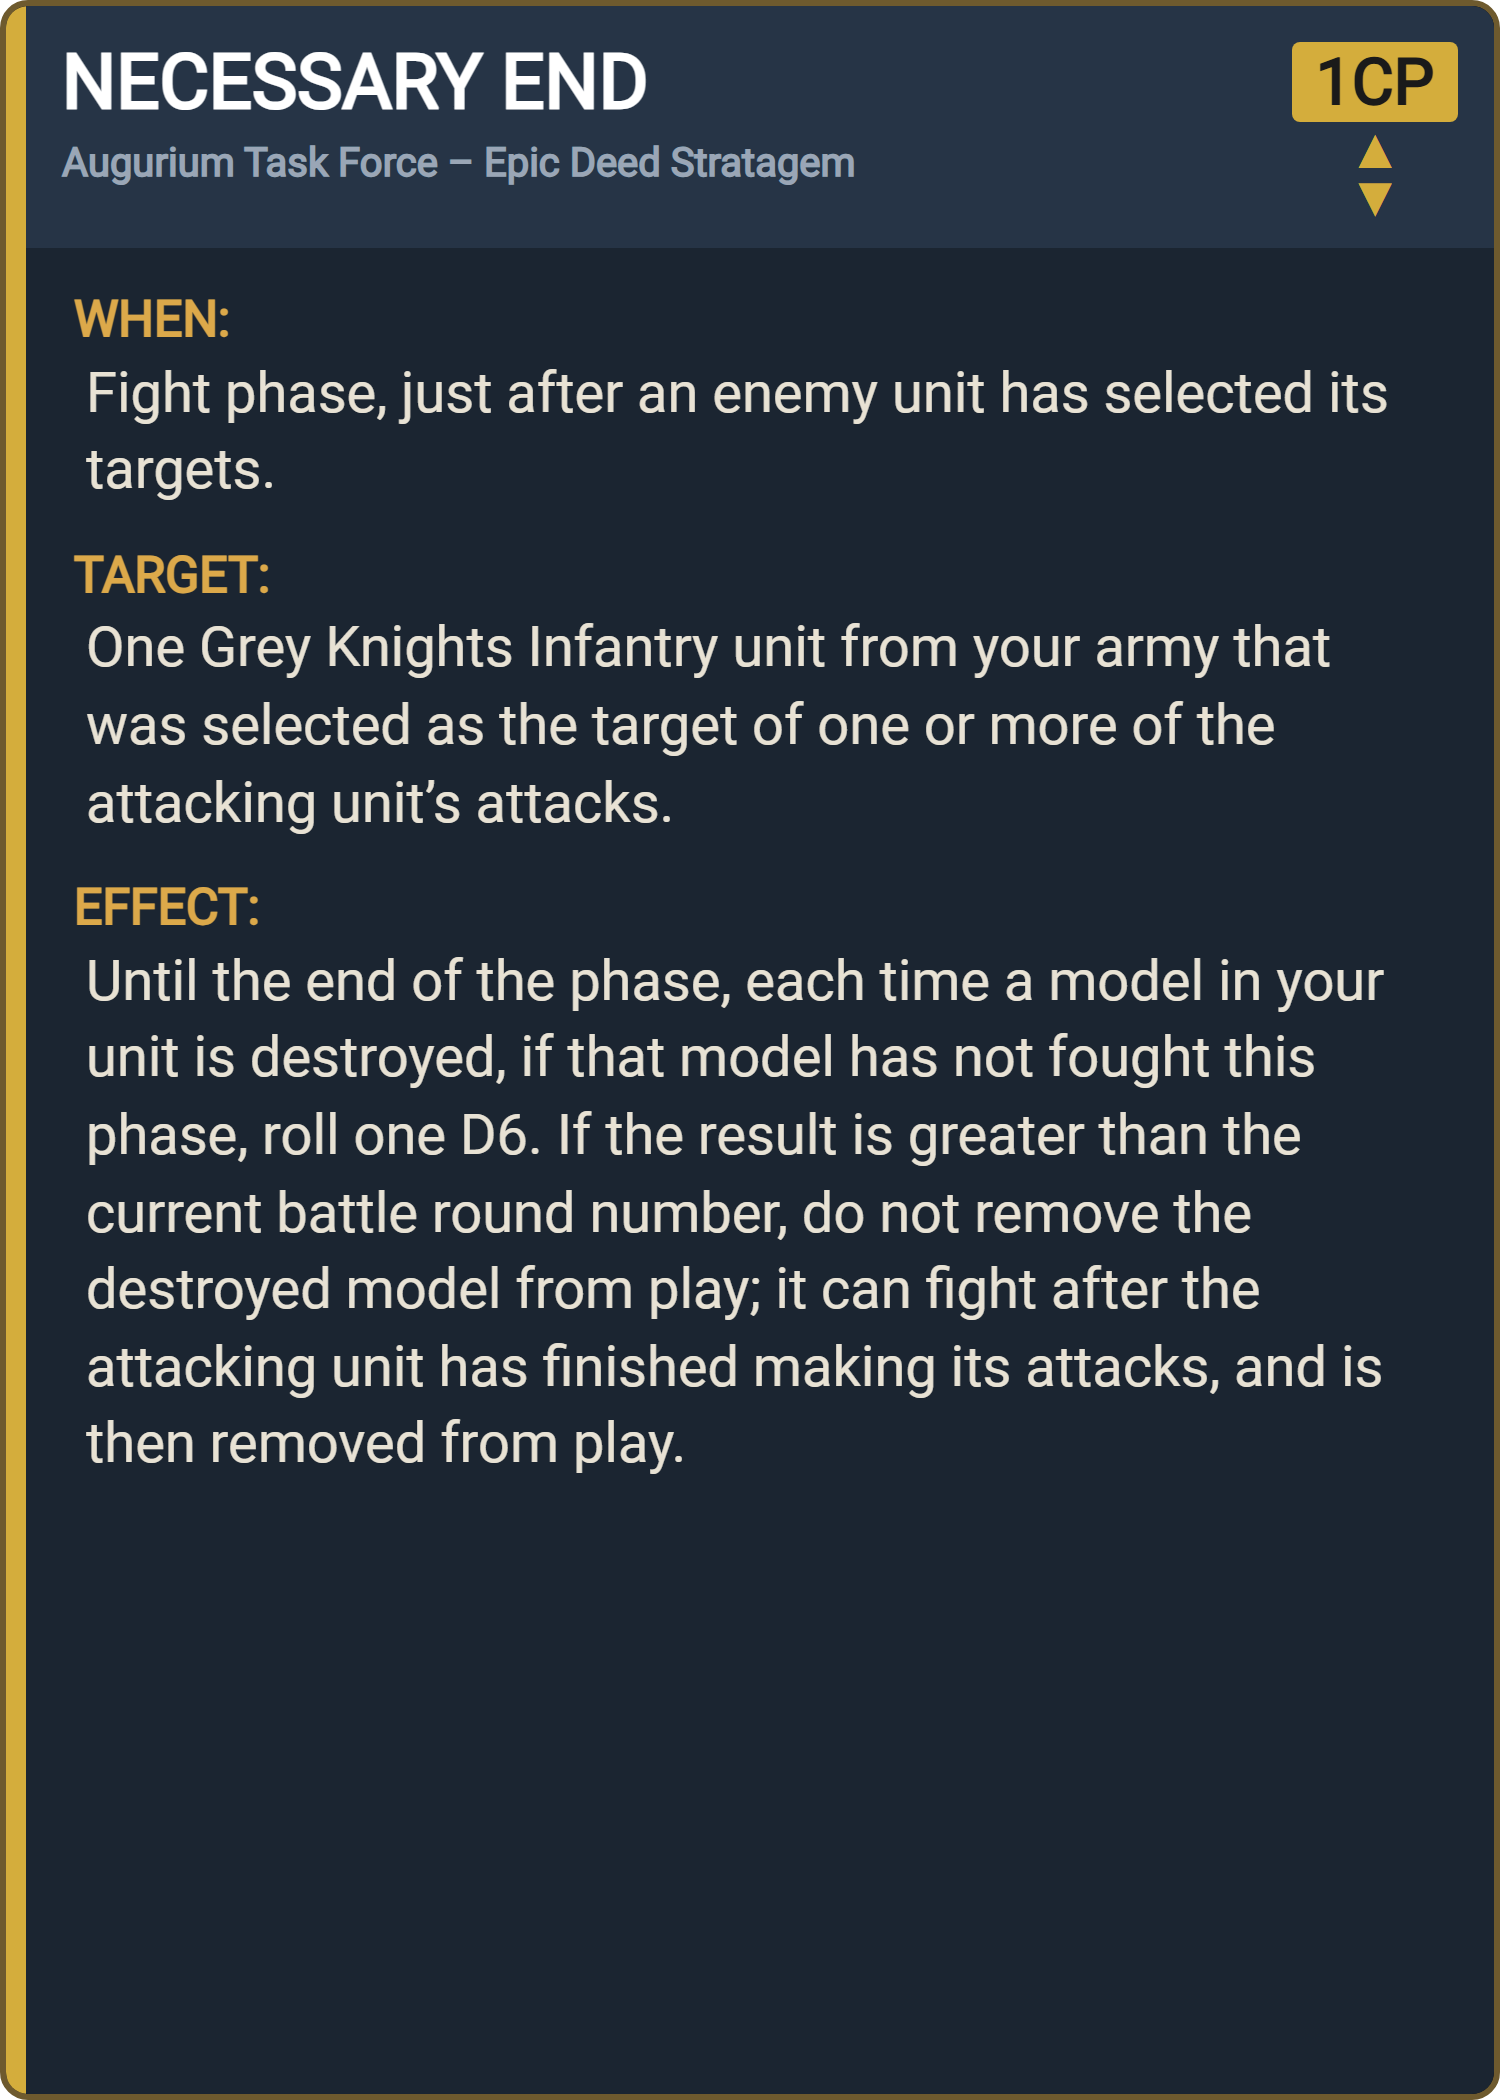 NECESSARY END
1CP
Augurium Task Force – Epic Deed Stratagem
▲
▼
WHEN:
Fight phase, just after an enemy unit has selected its
targets.
TARGET:
One Grey Knights Infantry unit from your army that
was selected as the target of one or more of the
attacking unit’s attacks.
EFFECT:
Until the end of the phase, each time a model in your
unit is destroyed, if that model has not fought this
phase, roll one D6. If the result is greater than the
current battle round number, do not remove the
destroyed model from play; it can fight after the
attacking unit has finished making its attacks, and is
then removed from play.